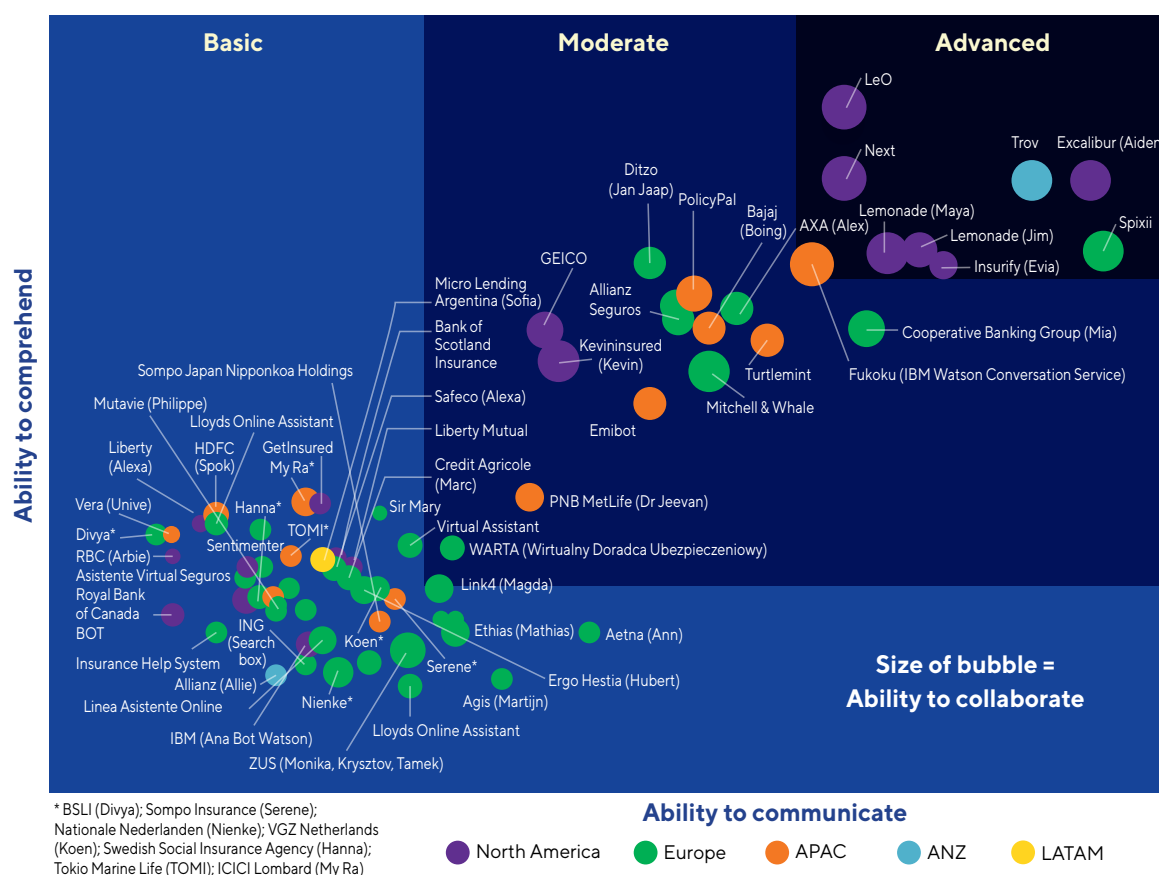 Basic
Moderate
Advanced
LeO
Next
Trov
Excalibur (Aiden
Ditzo
(Jan Jaap)
PolicyPal
Bajaj
(Boing)
AXA (Alex)
Lemonade (Maya)
Lemonade (Jim)
Spixii
Insurify (Evia)
GEICO
Micro Lending
Argentina (Sofia)
Allianz
Seguros
Bank of
Scotland
Insurance
Kevininsured
(Kevin)
Cooperative Banking Group (Mia)
Turtlemint
Fukoku (IBM Watson Conversation Service)
Mitchell & Whale
Emibot
Sompo Japan Nipponkoa Holdings
Mutavie (Philippe)
Safeco (Alexa)
Lloyds Online Assistant
Liberty Mutual
Liberty
(Alexa)
HDFC
(Spok)
GetInsured
My Ra*
Credit Agricole
(Marc)
Vera (Unive)
Hanna*
Sir Mary
PNB MetLife (Dr Jeevan)
Divya*
TOMI*
Virtual Assistant
Sentimenter
RBC (Arbie)
WARTA (Wirtualny Doradca Ubezpieczeniowy)
Asistente Virtual Seguros
Link4 (Magda)
Royal Bank
of Canada
BOT
ING
(Search
box)
Koen*
Ethias (Mathias)
Aetna (Ann)
Insurance Help System
Serene*
Allianz (Allie)
Ergo Hestia (Hubert)
Linea Asistente Online
Nienke*
Agis (Martijn)
IBM (Ana Bot Watson)
Lloyds Online Assistant
ZUS (Monika, Krysztov, Tamek)
Size of bubble =
Ability to collaborate
Ability to comprehend
Ability to communicate
* BSLI (Divya); Sompo Insurance (Serene);
Nationale Nederlanden (Nienke); VGZ Netherlands
(Koen); Swedish Social Insurance Agency (Hanna);
Tokio Marine Life (TOMI); ICICI Lombard (My Ra)
North America
Europe
APAC
ANZ
LATAM